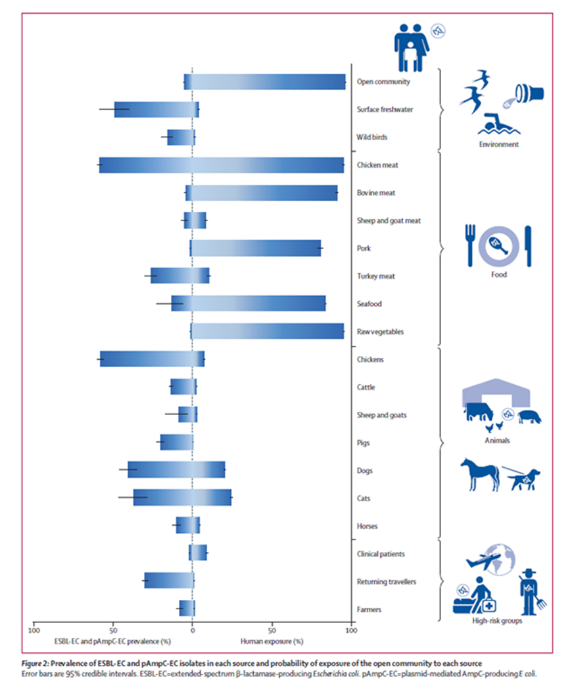 Open community
Surface freshwater
Wild birds
Environment
Chicken meat
Bovine meat
Sheep and goat meat
Pork
Food
Turkey meat
Seafood
Raw vegetables
Chickens
Cattle
Sheep and goats
Animals
Pigs
Dogs
Cats
Horses
Clinical patients
Returning travellers
Farmers
High-risk groups
100 50 0 50 100
ESBL-EC and pAmpC-EC prevalence (%) Human exposure (%)
Figure 2: Prevalence of ESBL-EC and pAmpC-EC isolates in each source and probability of exposure of the open community to each source
Error bars are 95% credible intervals. ESBL-EC=extended-spectrum β-lactamase-producing Escherichia coli. pAmpC-EC=plasmid-mediated AmpC-producing E coli.